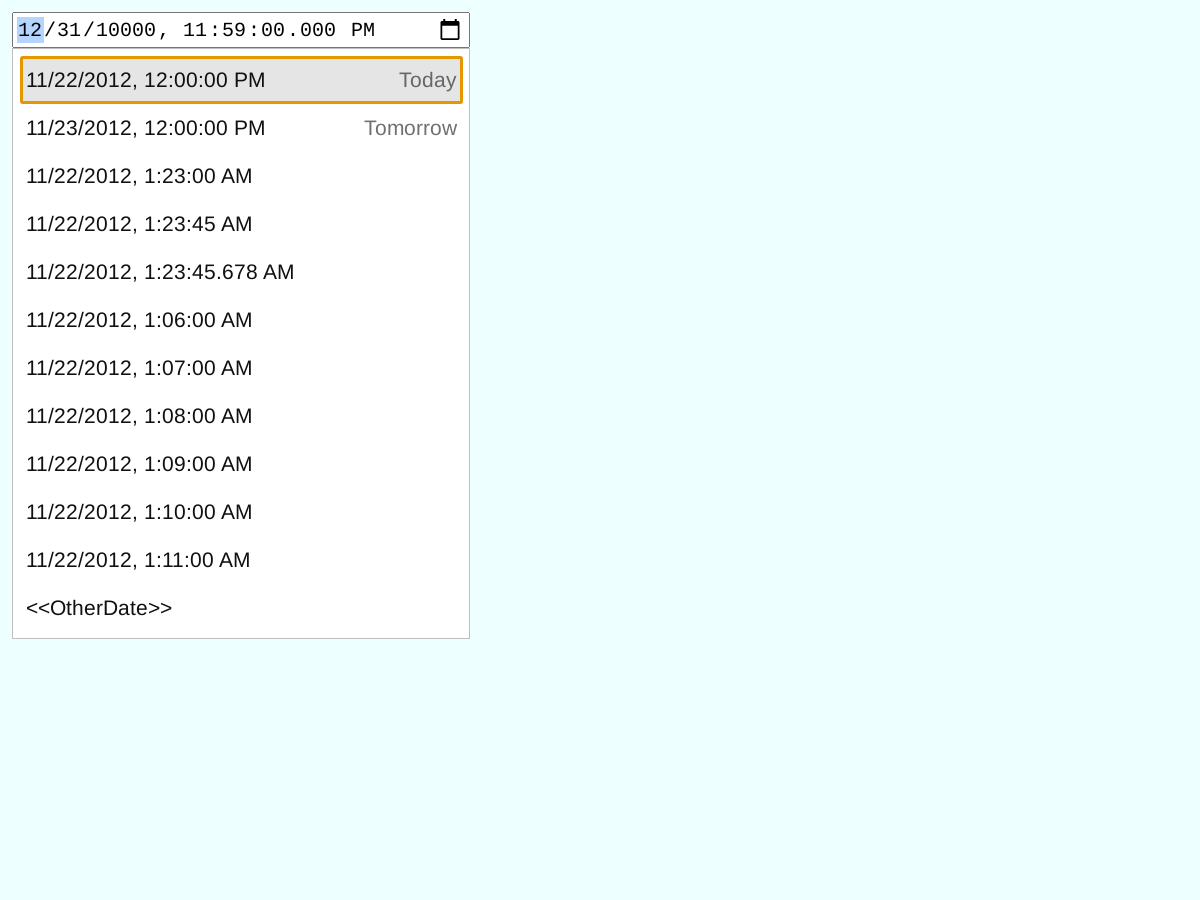 12/31/10000, 11:59:00.000 PM
11/22/2012, 12:00:00 PM Today
11/23/2012, 12:00:00 PM Tomorrow
11/22/2012, 1:23:00 AM
11/22/2012, 1:23:45 AM
11/22/2012, 1:23:45.678 AM
11/22/2012, 1:06:00 AM
11/22/2012, 1:07:00 AM
11/22/2012, 1:08:00 AM
11/22/2012, 1:09:00 AM
11/22/2012, 1:10:00 AM
11/22/2012, 1:11:00 AM
<<OtherDate>>